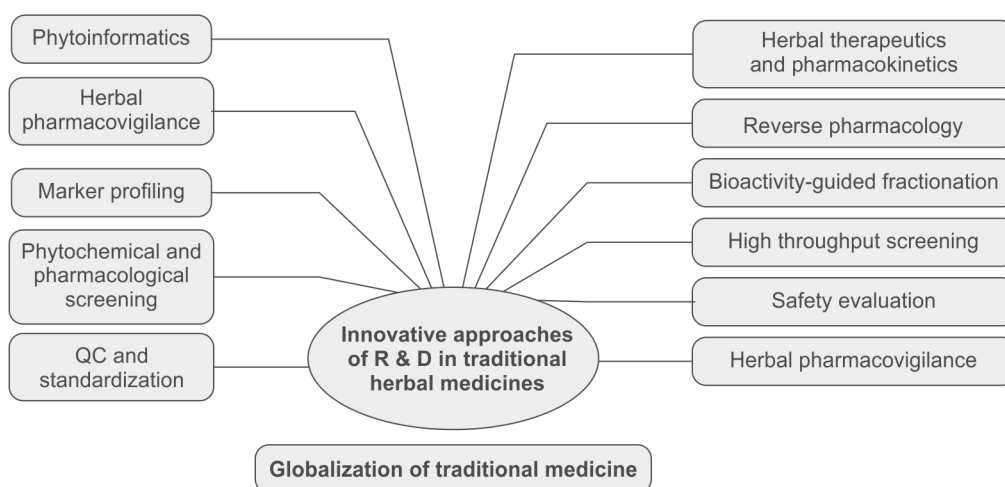 Phytoinformatics
Herbal
pharmacovigilance
Marker profiling
Phytochemical and
pharmacological
screening
QC and
standardization
Herbal therapeutics
and pharmacokinetics
Reverse pharmacology
Bioactivity-guided fractionation
High throughput screening
Safety evaluation
Herbal pharmacovigilance
Innovative approaches
of R & D in traditional
herbal medicines
Globalization of traditional medicine